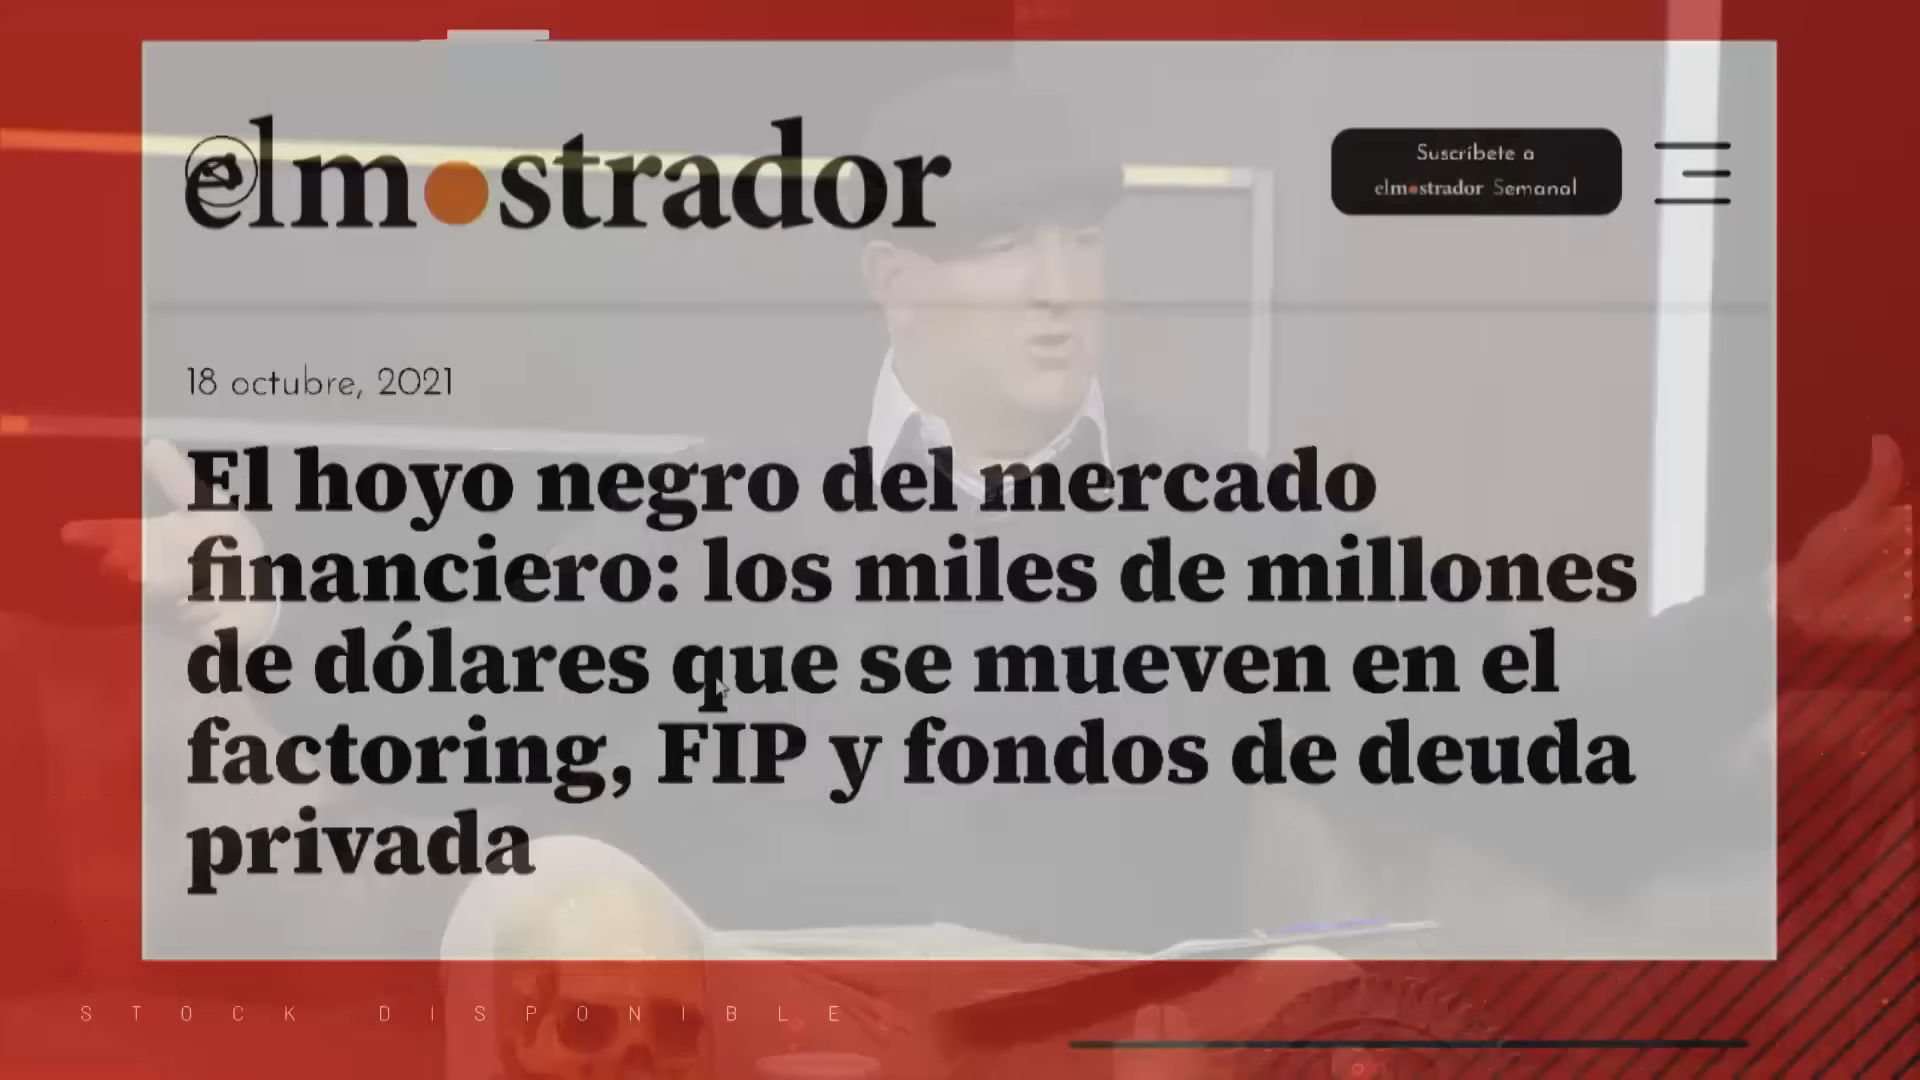 elmostrador
Suscríbete a
elmostrador Semanal
18 octubre, 2021
El hoyo negro del mercado
financiero: los miles de millones
de dólares que se mueven en el
factoring, FIP y fondos de deuda
privada
STOCK DISPONIBLE